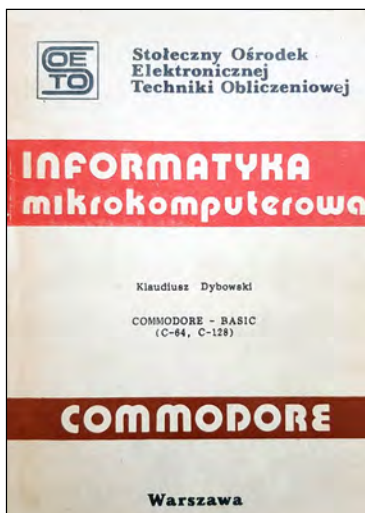 OETO
Stołeczny Ośrodek
Elektronicznej
Techniki Obliczeniowej
INFORMATYKA
mikrokomputerowa
Klaudiusz Dybowski
COMMODORE - BASIC
(C-64, C-128)
COMMODORE
Warszawa